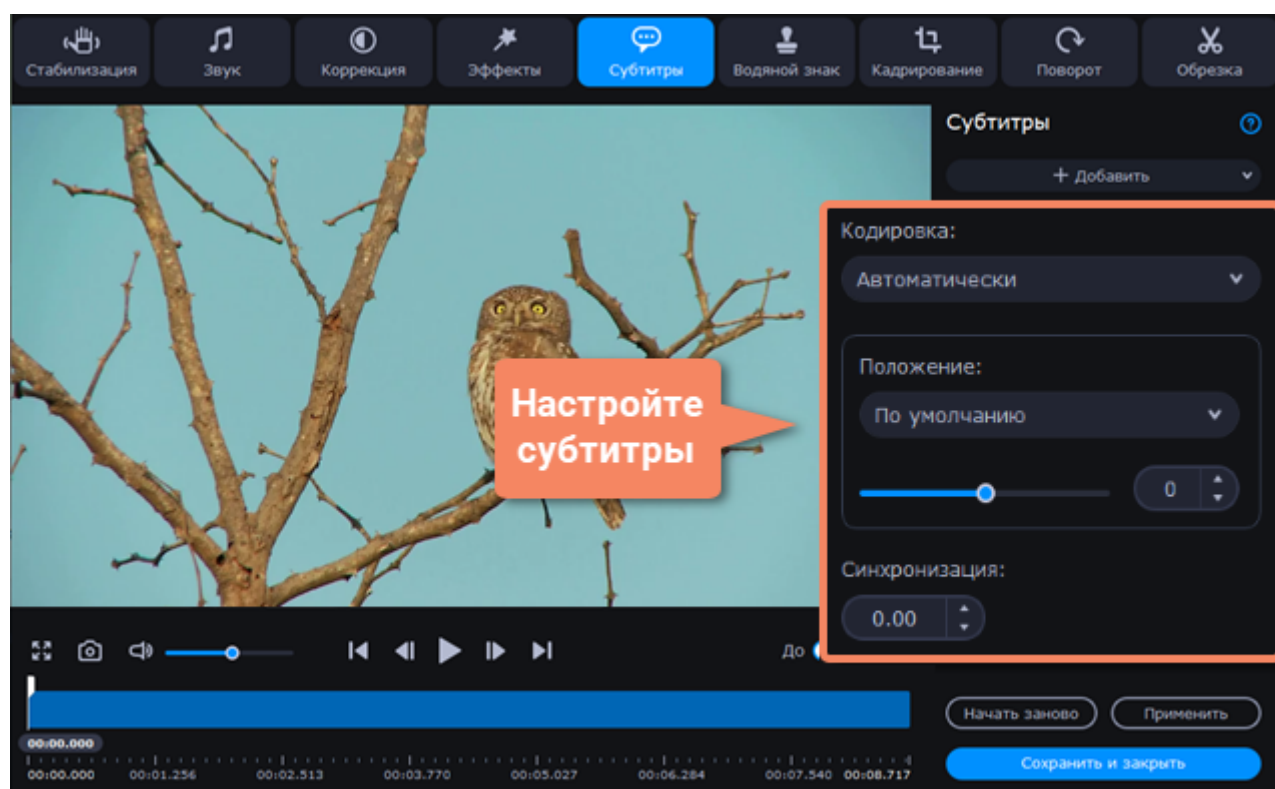 Стабилизация
Звук
Коррекция
Эффекты
Субтитры
Водяной знак
Кадрирование
Поворот
Обрезка
Субтитры
?
+ Добавить
Кодировка:
Автоматически
Положение:
По умолчанию
0
Настройте
субтитры
Синхронизация:
0.00
До
Начать заново
Применить
00:00.000
00:00.000 00:01.256 00:02.513 00:03.770 00:05.027 00:06.284 00:07.540 00:08.717
Сохранить и закрыть